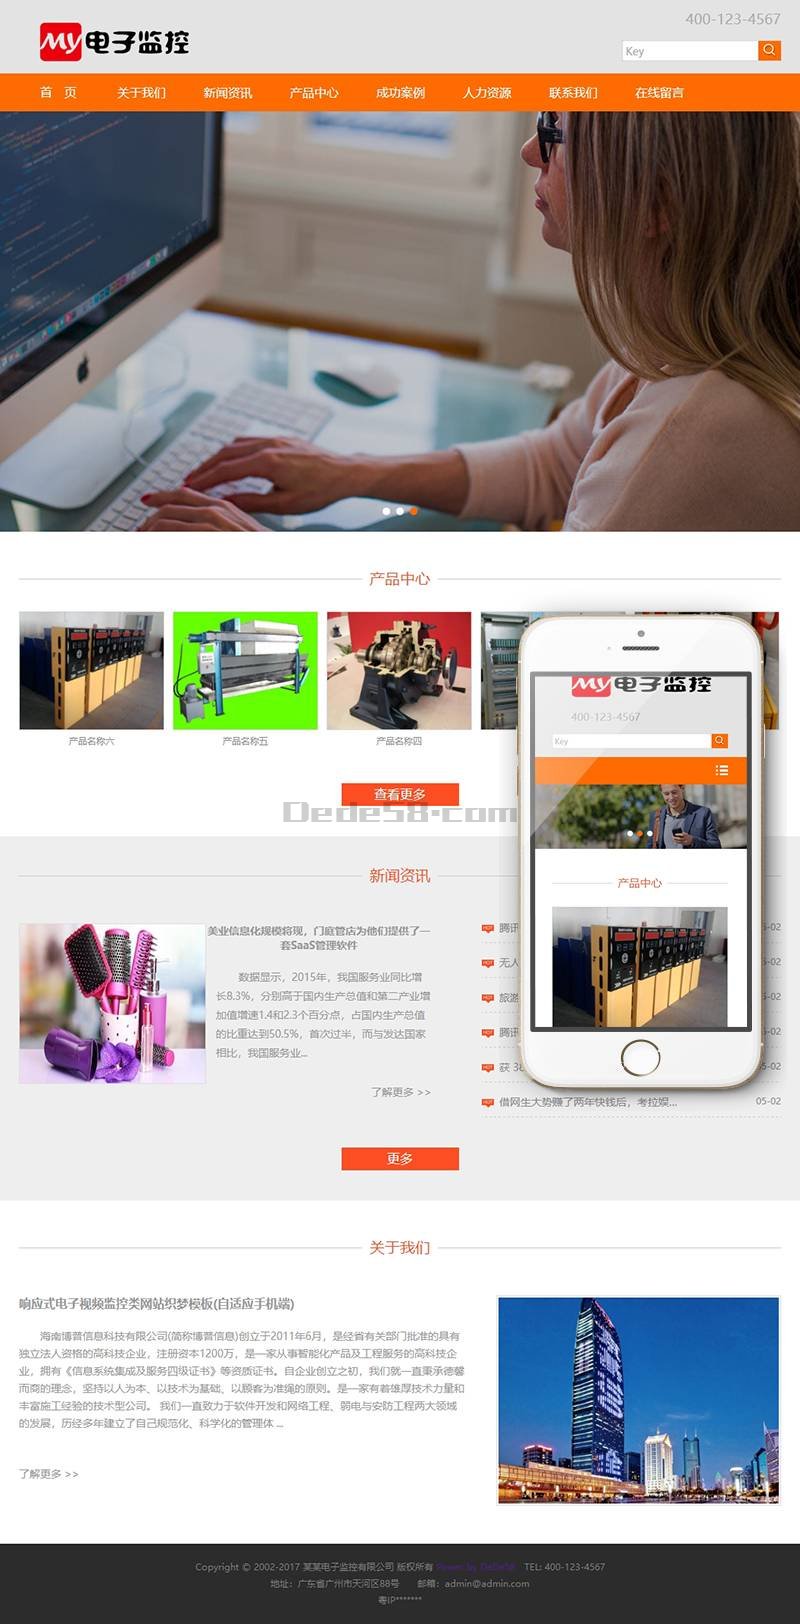 400-123-4567
My 电子监控
Key
首 页 关于我们 新闻资讯 产品中心 成功案例 人力资源 联系我们 在线留言
产品中心
产品名称六 产品名称五 产品名称四
查看更多
Dede58.com
My 电子监控
400-123-4567
Key
产品中心
新闻资讯
美业信息化规模将现，门庭管店为他们提供了一
套SaaS管理软件
数据显示，2015年，我国服务业同比增
长8.3%，分别高于国内生产总值和第二产业增
加值增速1.4和2.3个百分点，占国内生产总值
的比重达到50.5%，首次过半，而与发达国家
相比，我国服务业...
了解更多 >>
腾讯 5-02
无人 -02
旅游 -02
腾讯 -02
获 38 -02
借网生大势赚了两年快钱后，考拉娱... 05-02
更多
关于我们
响应式电子视频监控类网站织梦模板(自适应手机端)
海南博普信息科技有限公司(简称博普信息)创立于2011年6月，是经省有关部门批准的具有
独立法人资格的高科技企业，注册资本1200万，是一家从事智能化产品及工程服务的高科技企
业，拥有《信息系统集成及服务四级证书》等资质证书。自企业创立之初，我们就一直秉承德馨
而商的理念，坚持以人为本、以技术为基础、以顾客为准绳的原则。是一家有着雄厚技术力量和
丰富施工经验的技术型公司。 我们一直致力于软件开发和网络工程、弱电与安防工程两大领域
的发展，历经多年建立了自己规范化、科学化的管理体 ...
了解更多 >>
Copyright © 2002-2017 某某电子监控有限公司 版权所有 Power by DeDe58 TEL: 400-123-4567
地址：广东省广州市天河区88号 邮箱：admin@admin.com
粤IP*******